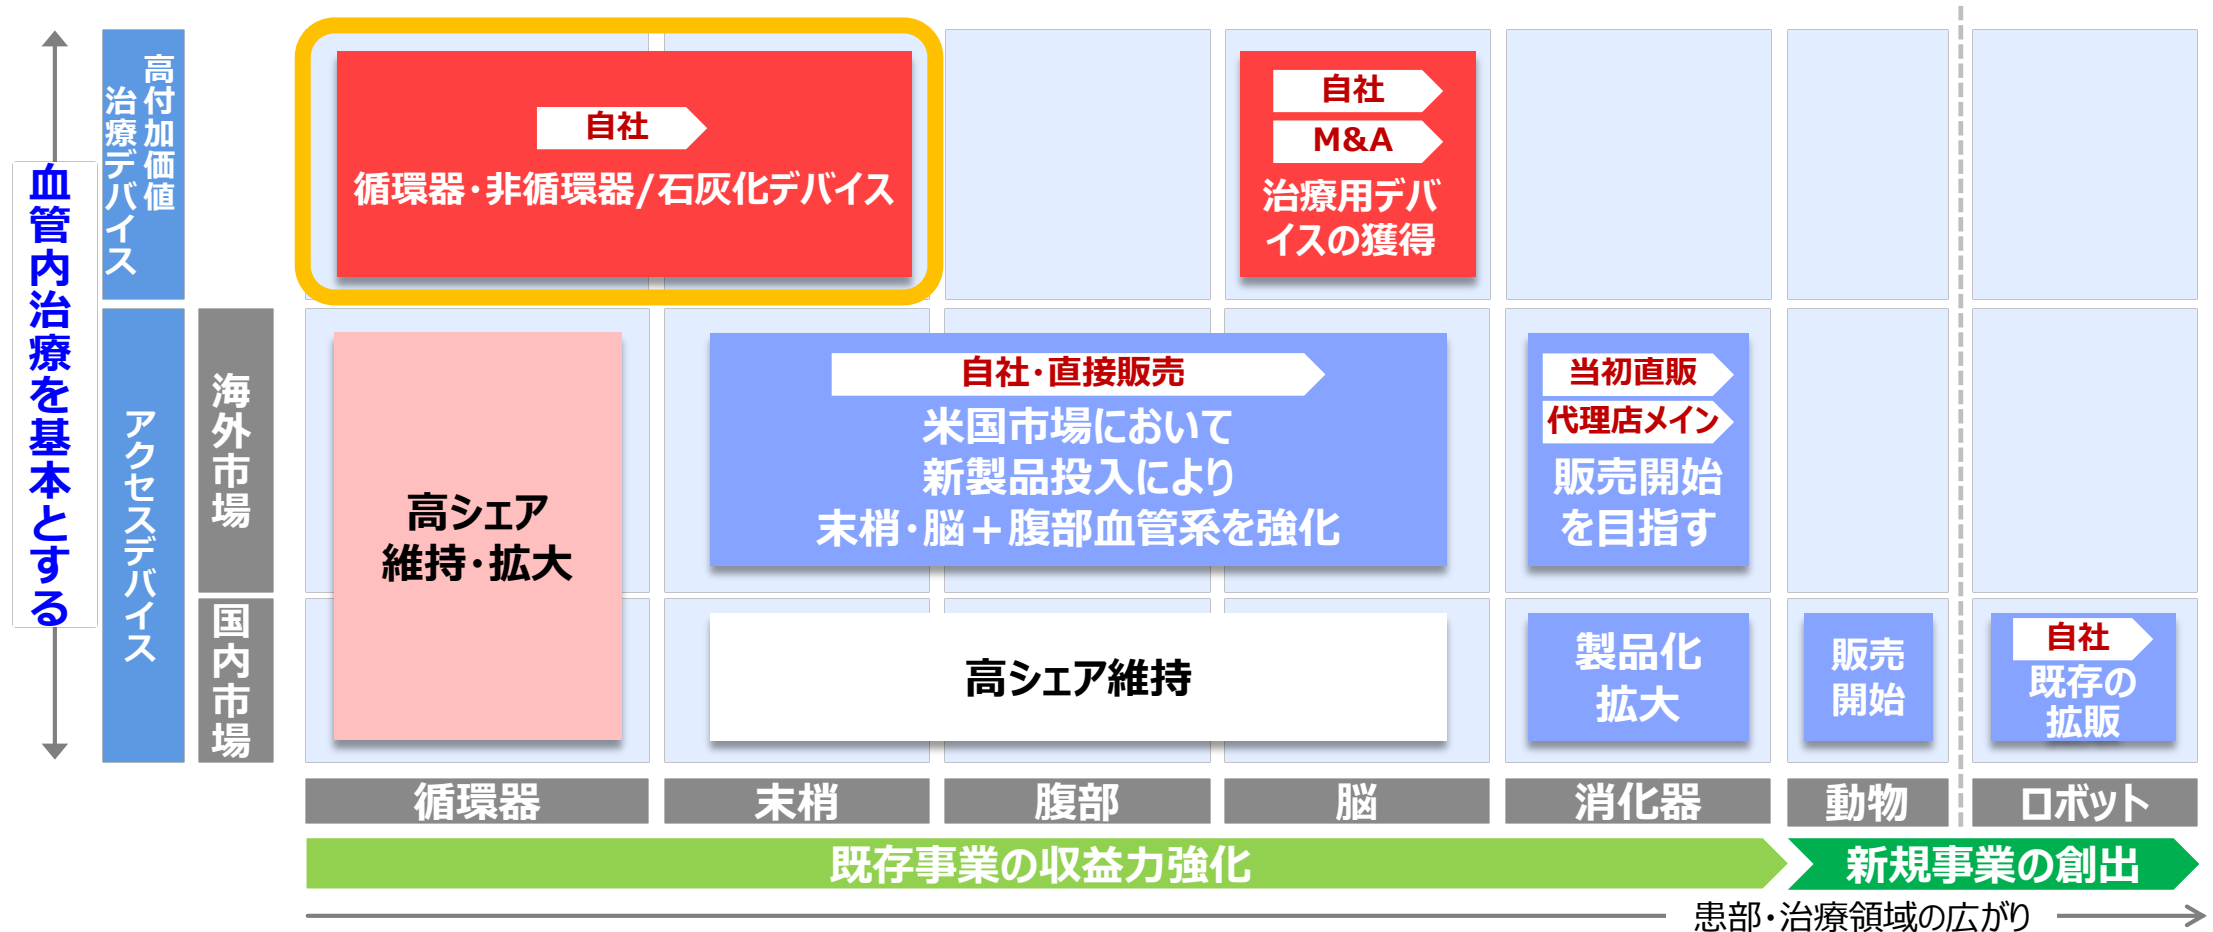 血管内治療を基本とする
高付加価値
治療デバイス
アクセスデバイス
海外市場
国内市場
自社
循環器・非循環器/石灰化デバイス
自社
M&A
治療用デバ
イスの獲得
高シェア
維持・拡大
自社・直接販売
米国市場において
新製品投入により
末梢・脳＋腹部血管系を強化
当初直販
代理店メイン
販売開始
を目指す
高シェア維持
製品化
拡大
販売
開始
自社
既存の
拡販
循環器
末梢
腹部
脳
消化器
動物
ロボット
既存事業の収益力強化
新規事業の創出
患部・治療領域の広がり